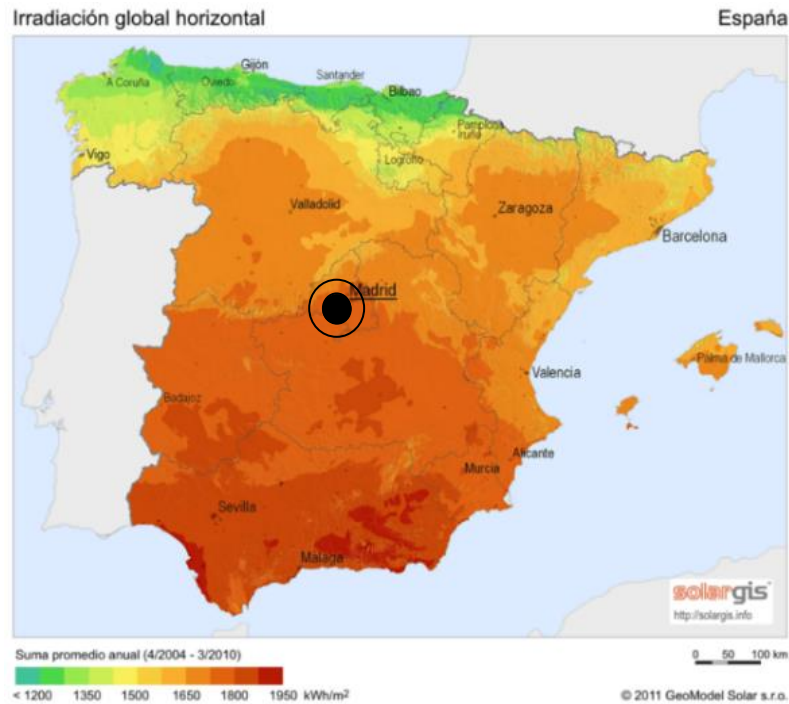 Irradiación global horizontal
España
Gijón
A Coruña
Oviedo
Santander
Bilbao
Pamplona
Iruña
Vigo
Logroño
Valladolid
Zaragoza
Barcelona
Madrid
Palma de Mallorca
Valencia
Badajoz
Alicante
Murcia
Sevilla
Malaga
solargis
http://solargis.info
Suma promedio anual (4/2004 - 3/2010)
0 50 100 km
< 1200 1350 1500 1650 1800 1950 kWh/m²
© 2011 GeoModel Solar s.r.o.